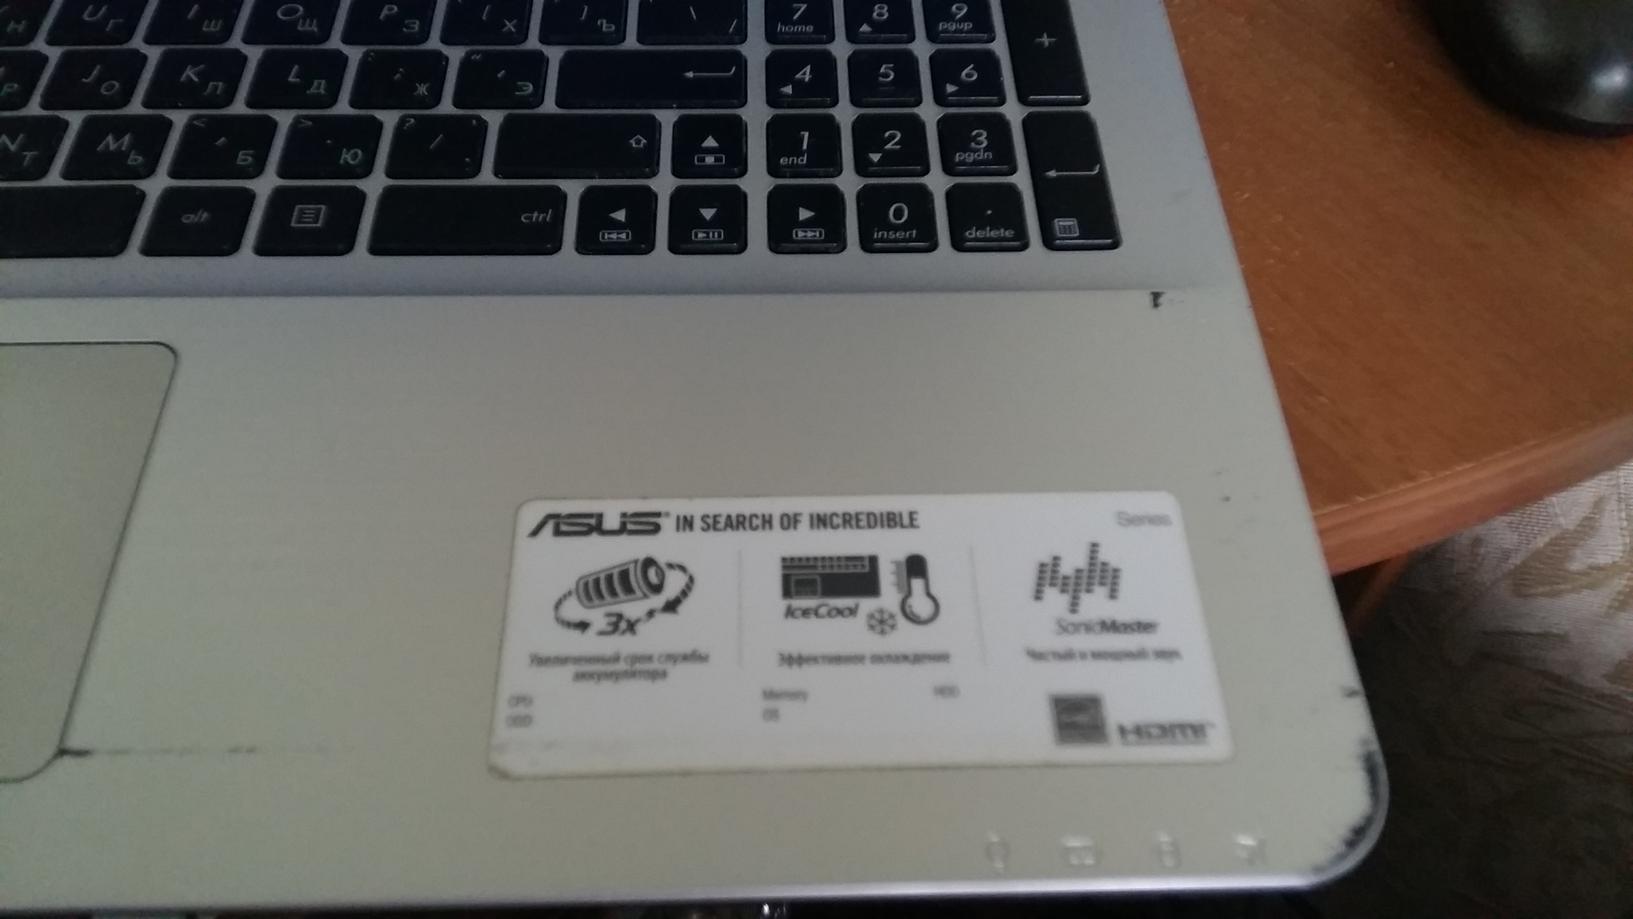 U Г I Ш O Щ P З [ Х ] Ъ \ / 7 home 8 9 pgup +
J О K Л L Д ; Ж " ' Э 4 5 6
N Т M Ь < , Б > . Ю ? / . 1 end 2 3 pgdn
alt ctrl 0 insert . delete
ASUS IN SEARCH OF INCREDIBLE Series
3x IceCool SonicMaster
Увеличенный срок службы Эффективное охлаждение Чистый и мощный звук
аккумулятора
CPU Memory HDD
ODD OS HDMI